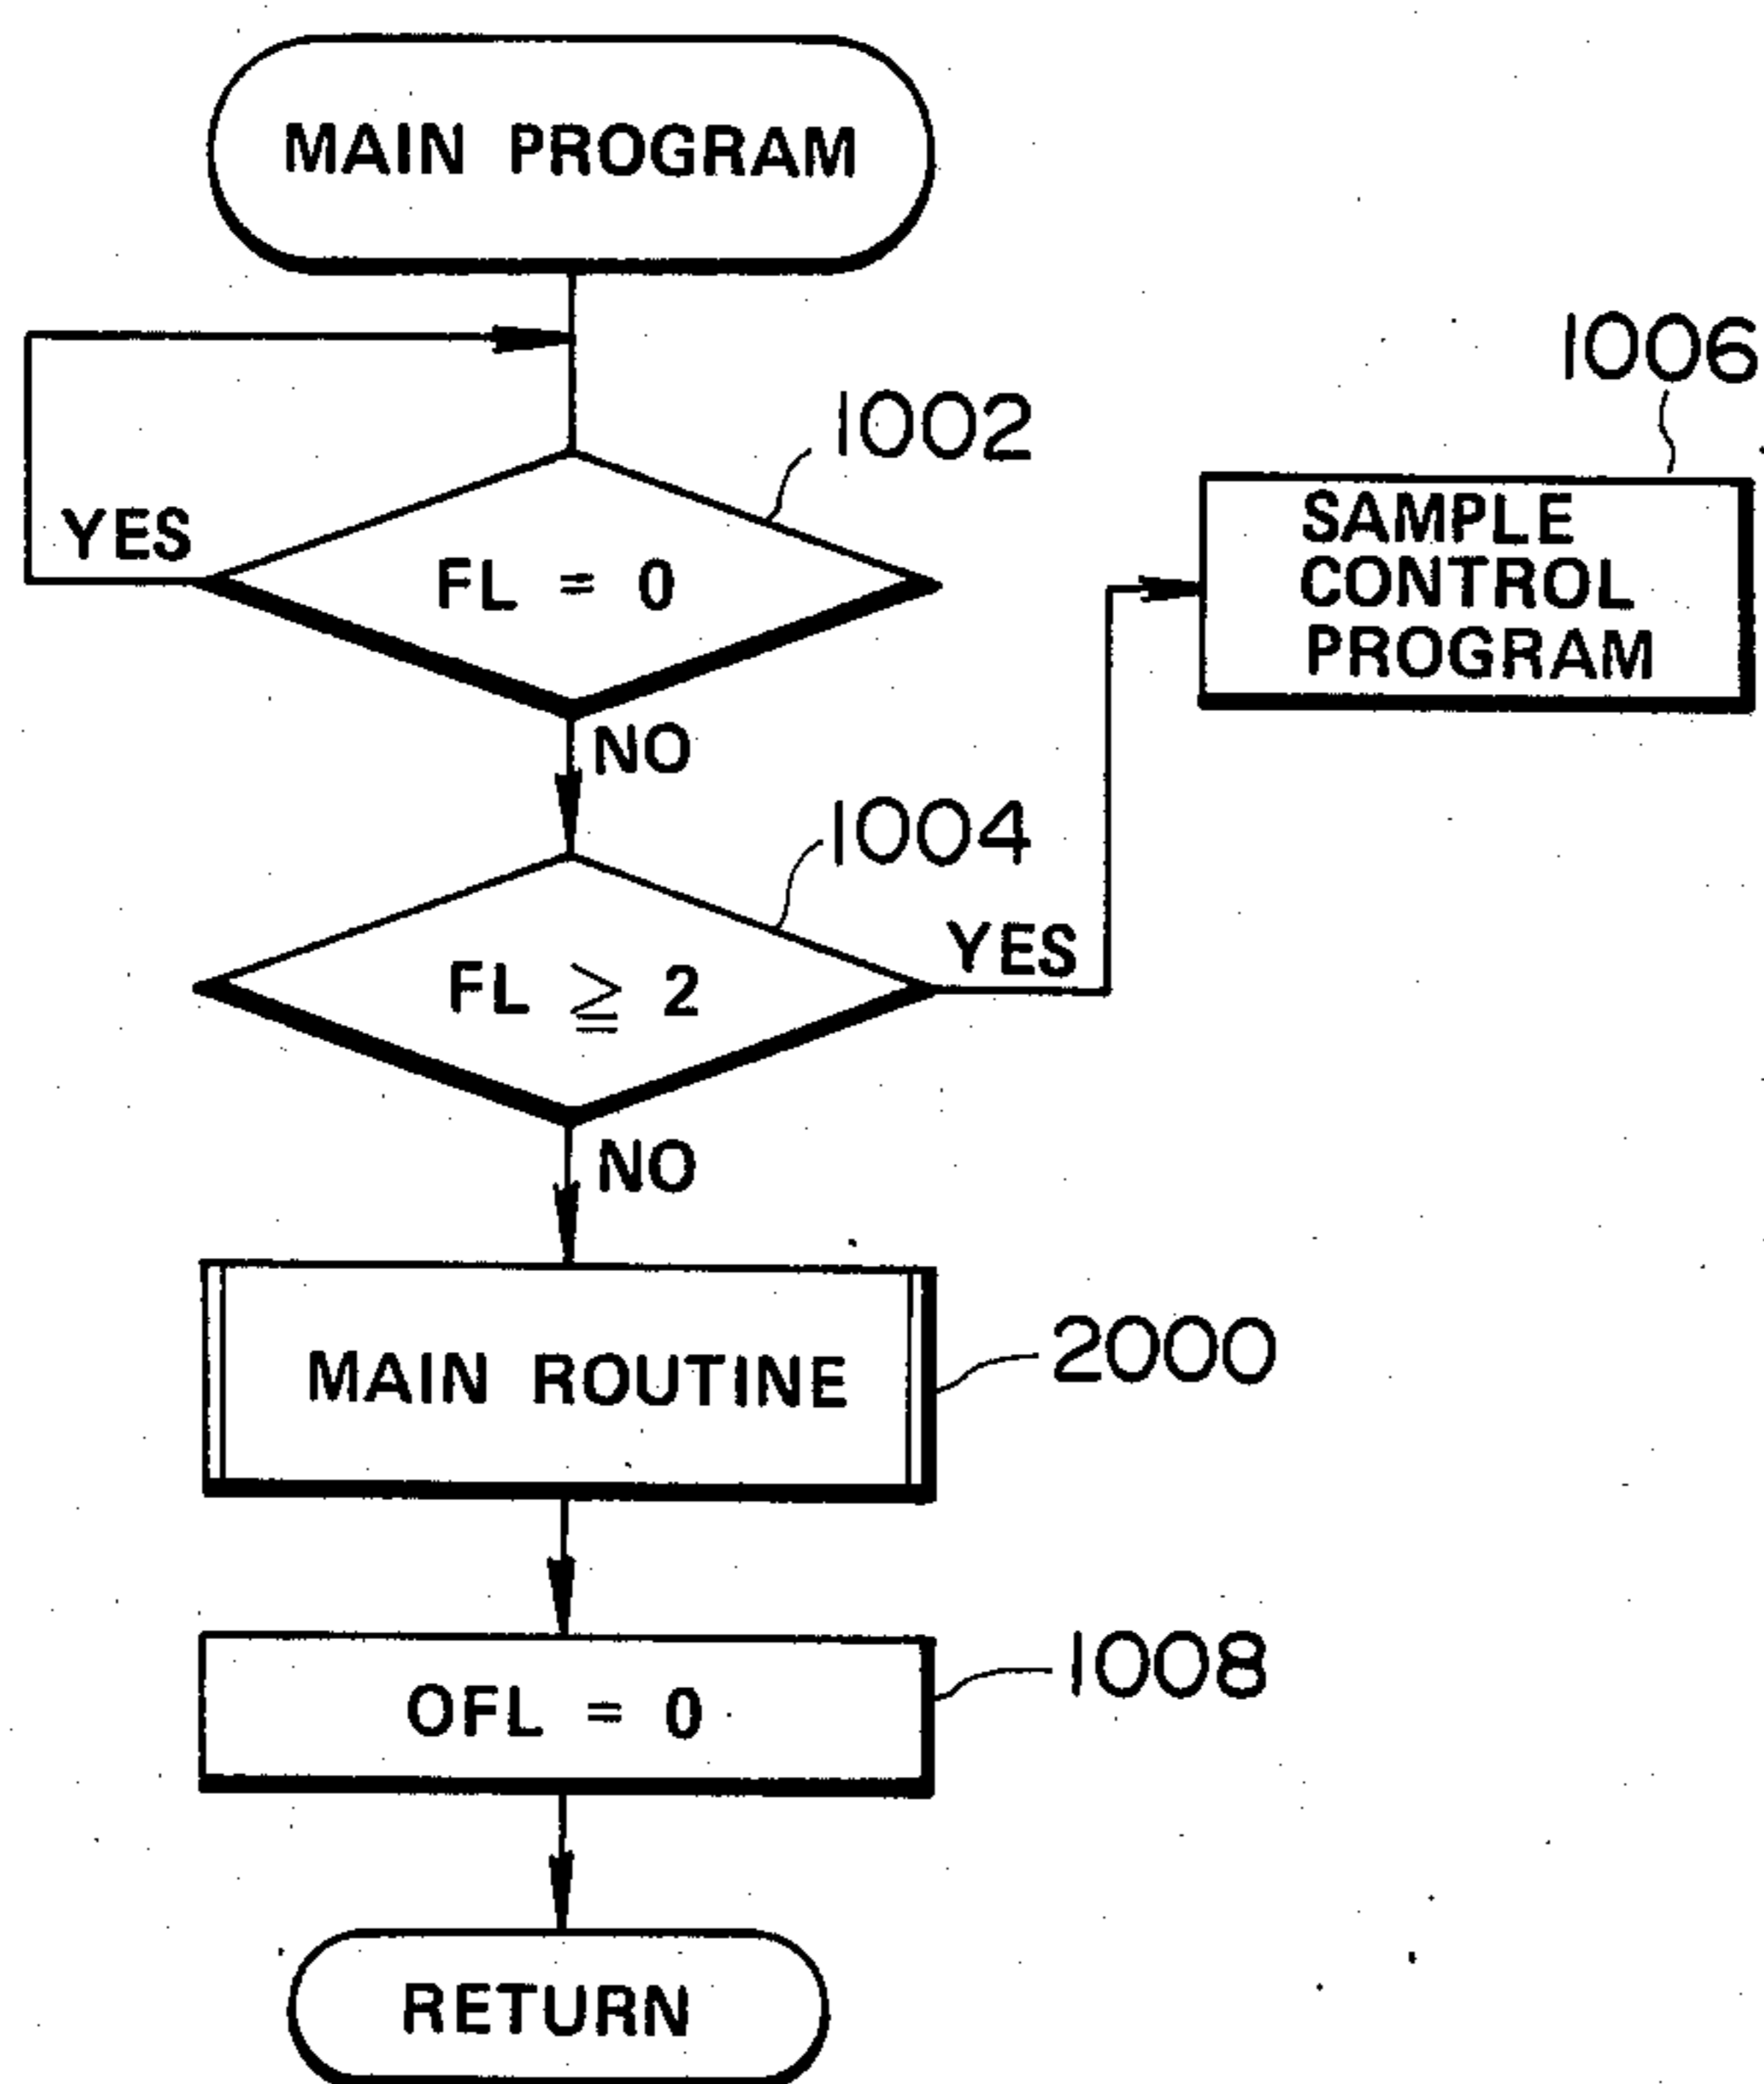 MAIN PROGRAM
1006
1002
SAMPLE
CONTROL
PROGRAM
YES
FL = 0
NO
1004
YES
FL ≧ 2
NO
2000
MAIN ROUTINE
1008
OFL = 0
RETURN